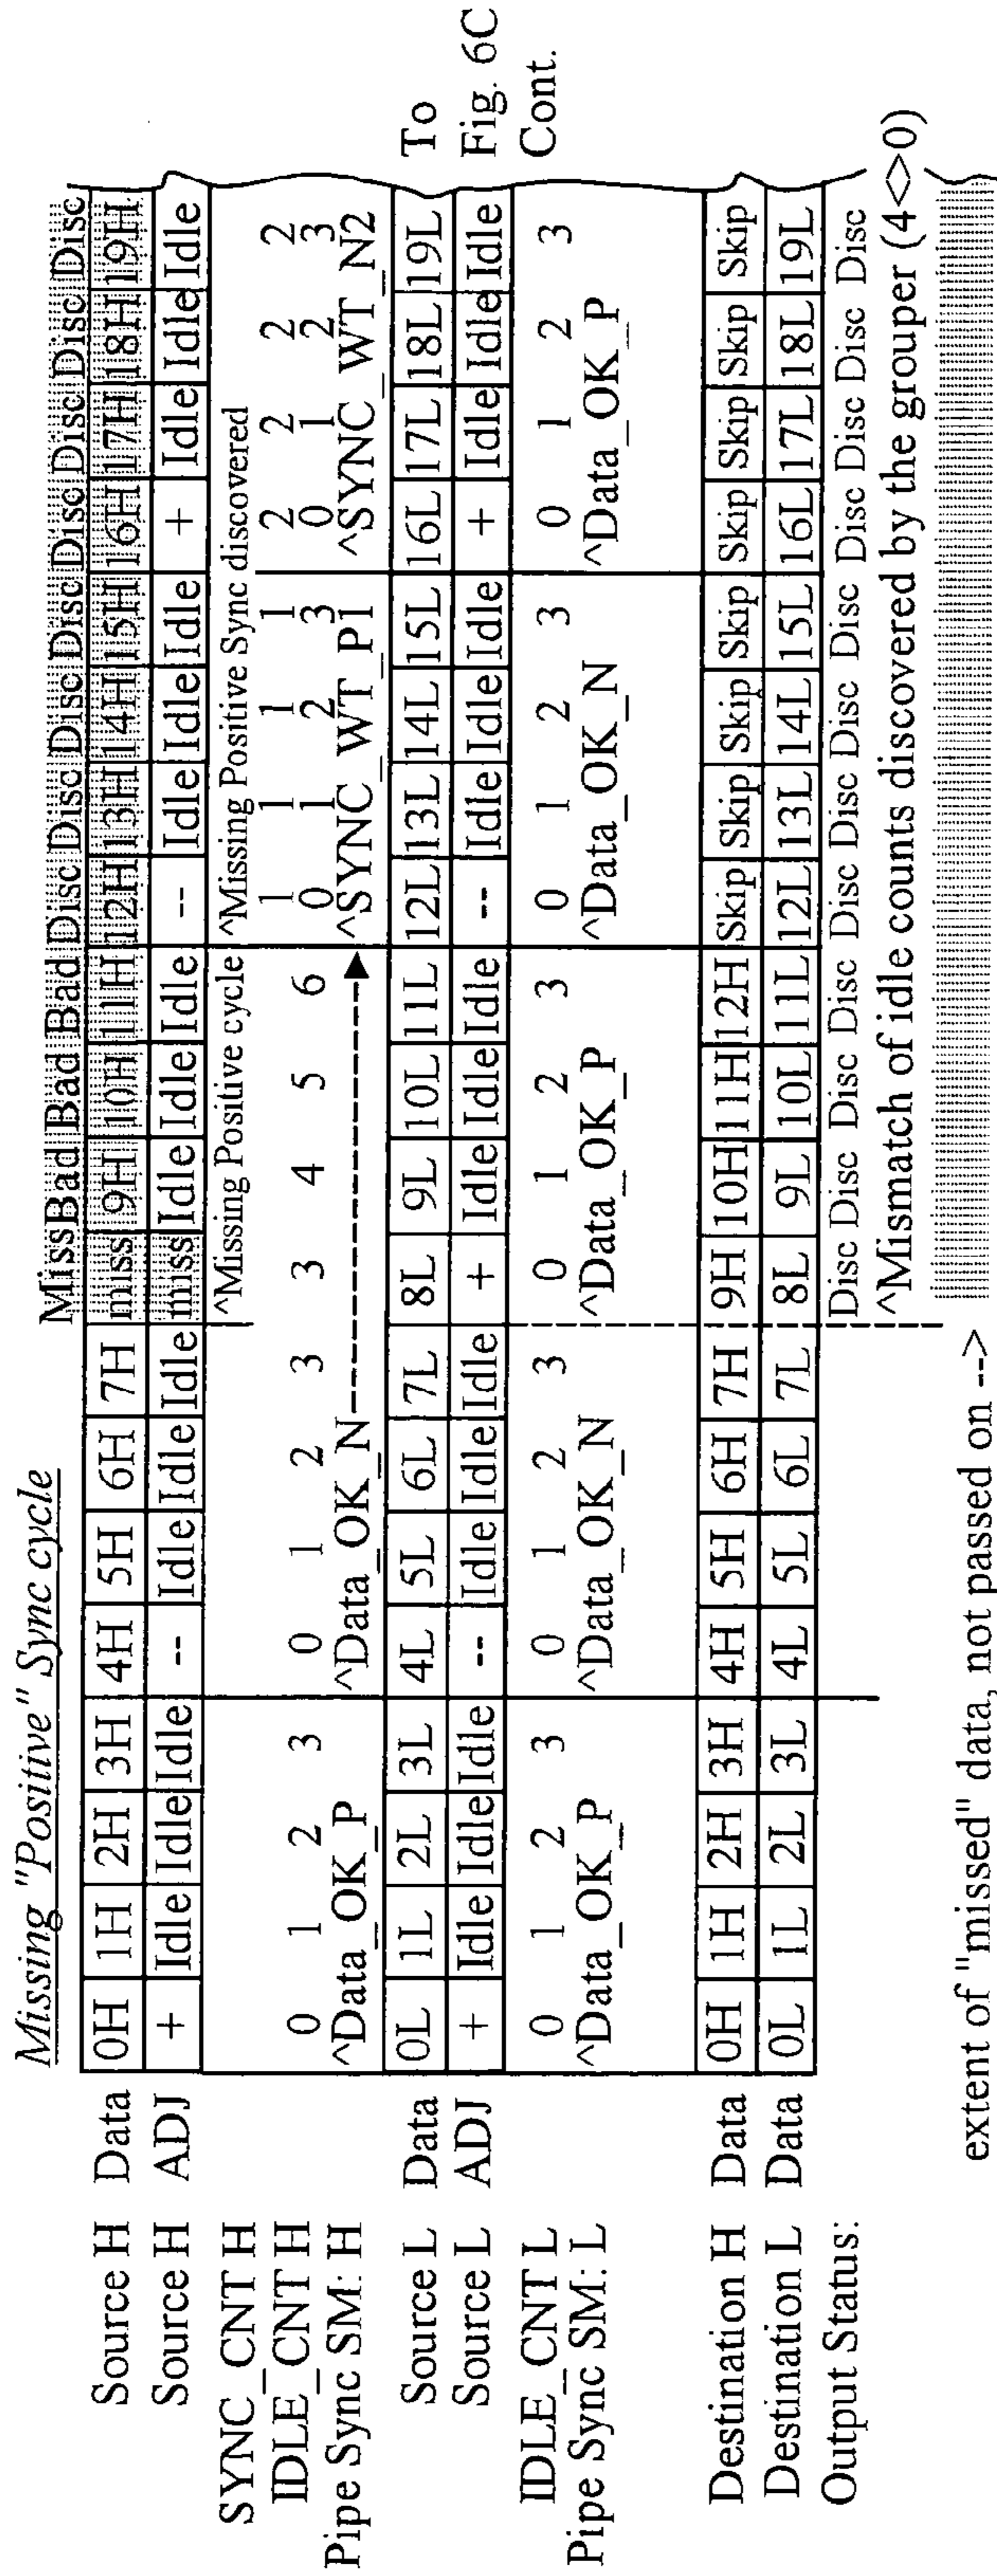 Missing "Positive" Sync cycle
Miss Bad Bad Bad Disc Disc Disc Disc Disc Disc Disc Disc
Source H Data 0H 1H 2H 3H 4H 5H 6H 7H miss 9H 10H 11H 12H 13H 14H 15H 16H 17H 18H 19H
Source H ADJ + Idle Idle Idle -- Idle Idle Idle miss Idle Idle Idle -- Idle Idle Idle + Idle Idle Idle
^Missing Positive cycle ^Missing Positive Sync discovered
SYNC_CNT H 1 1 1 1 2 2 2 2
IDLE_CNT H 0 1 2 3 0 1 2 3 3 4 5 6 0 1 2 3 0 1 2 3
Pipe Sync SM: H ^Data_OK_P ^Data_OK_N ^SYNC_WT_P1 ^SYNC_WT_N2
Source L Data 0L 1L 2L 3L 4L 5L 6L 7L 8L 9L 10L 11L 12L 13L 14L 15L 16L 17L 18L 19L To
Source L ADJ + Idle Idle Idle -- Idle Idle Idle + Idle Idle Idle -- Idle Idle Idle + Idle Idle Idle Fig. 6C
Cont.
IDLE_CNT L 0 1 2 3 0 1 2 3 0 1 2 3 0 1 2 3 0 1 2 3
Pipe Sync SM: L ^Data_OK_P ^Data_OK_N ^Data_OK_P ^Data_OK_N ^Data_OK_P
Destination H Data 0H 1H 2H 3H 4H 5H 6H 7H 9H 10H 11H 12H Skip Skip Skip Skip Skip Skip Skip Skip
Destination L Data 0L 1L 2L 3L 4L 5L 6L 7L 8L 9L 10L 11L 12L 13L 14L 15L 16L 17L 18L 19L
Output Status: Disc Disc Disc Disc Disc Disc Disc Disc Disc Disc Disc Disc
^Mismatch of idle counts discovered by the grouper (4<>0)
extent of "missed" data, not passed on -->